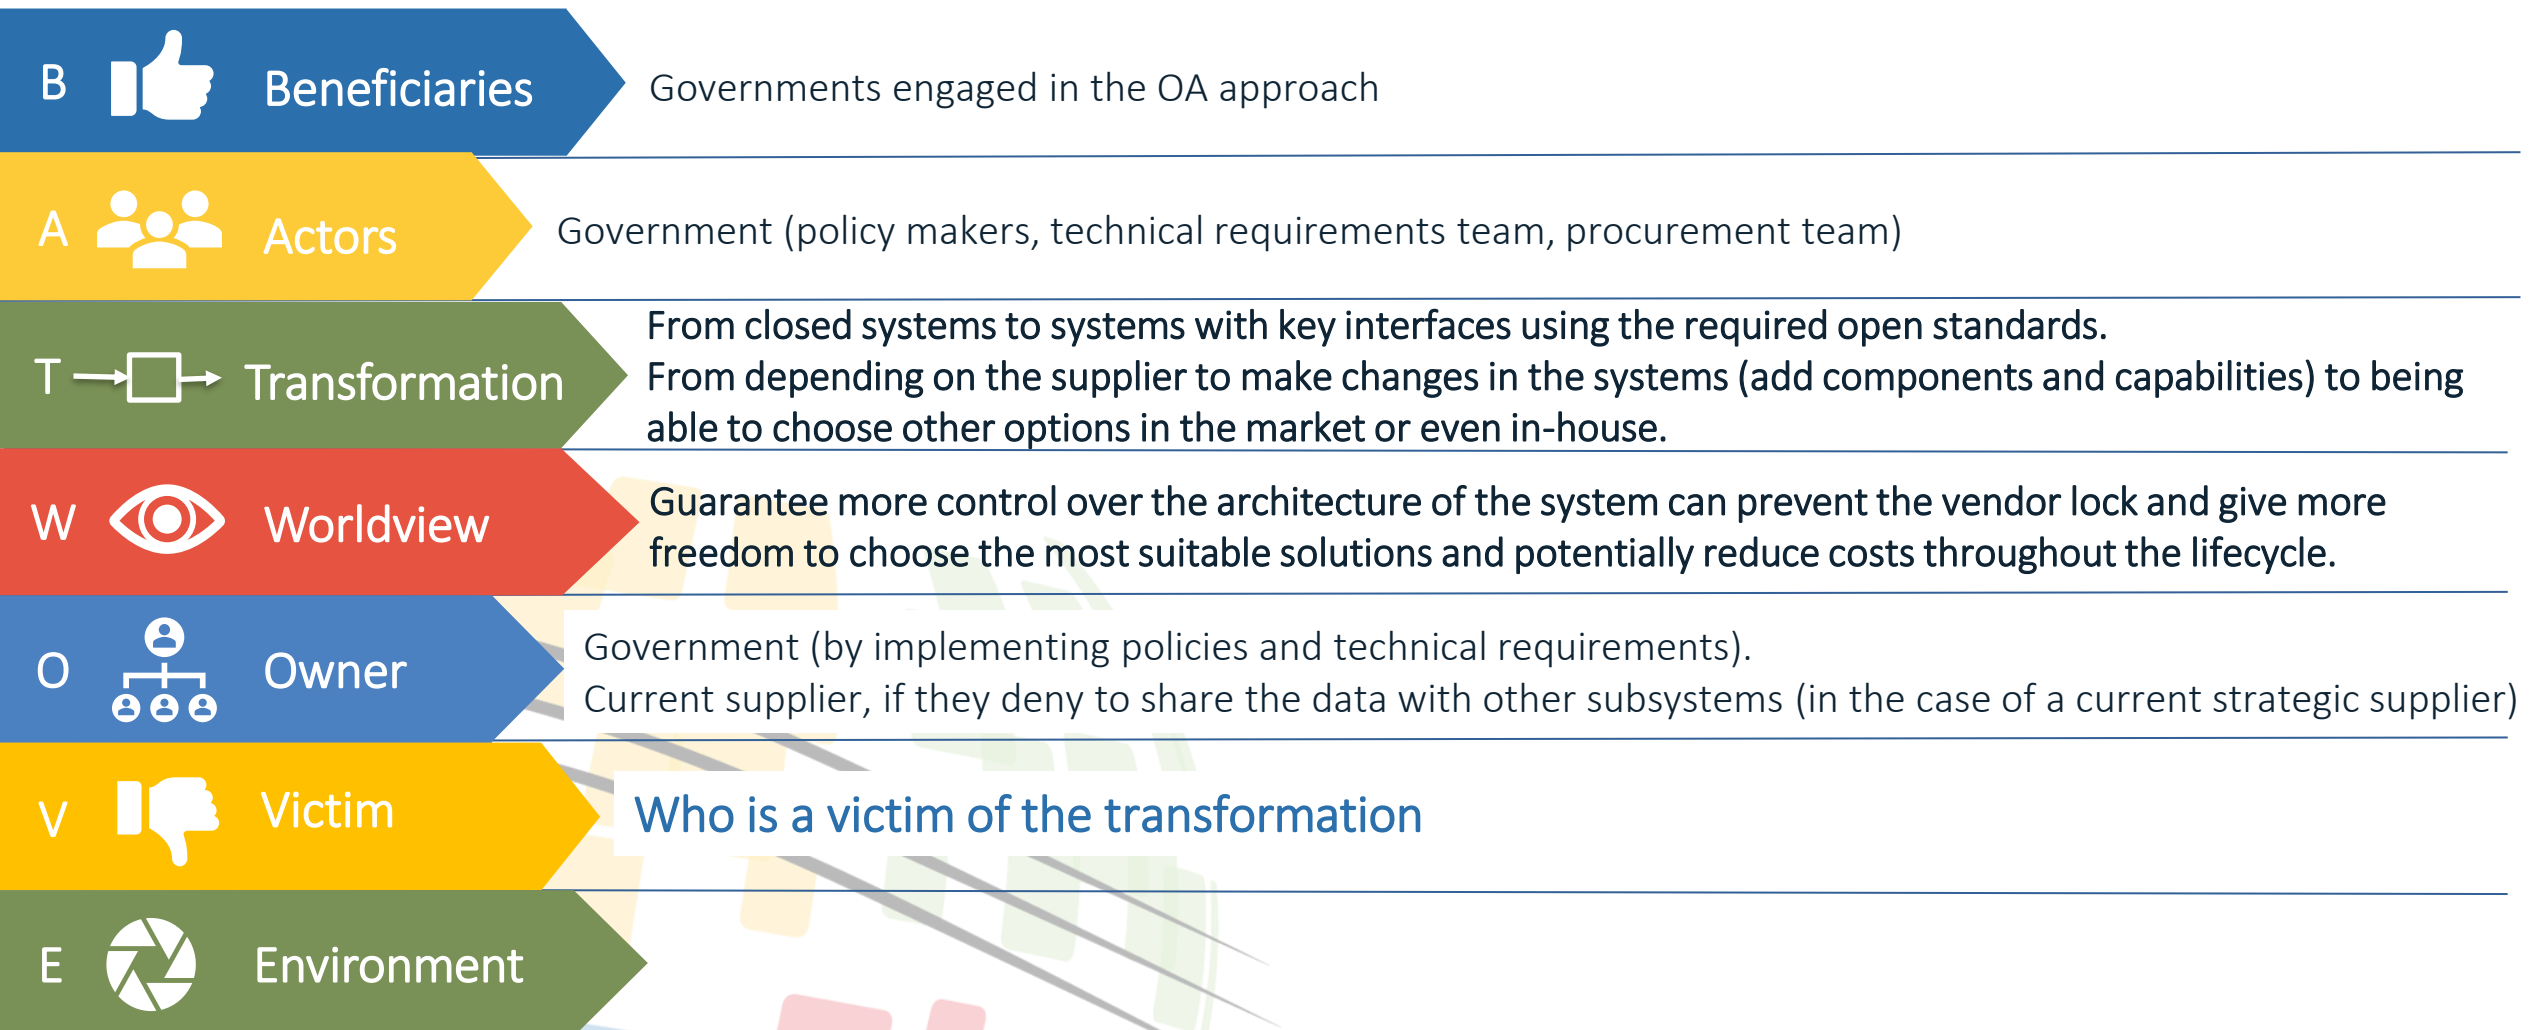 B Beneficiaries Governments engaged in the OA approach
A Actors Government (policy makers, technical requirements team, procurement team)
From closed systems to systems with key interfaces using the required open standards.
T Transformation From depending on the supplier to make changes in the systems (add components and capabilities) to being
able to choose other options in the market or even in-house.
W Worldview Guarantee more control over the architecture of the system can prevent the vendor lock and give more
freedom to choose the most suitable solutions and potentially reduce costs throughout the lifecycle.
O Owner Government (by implementing policies and technical requirements).
Current supplier, if they deny to share the data with other subsystems (in the case of a current strategic supplier)
V Victim Who is a victim of the transformation
E Environment